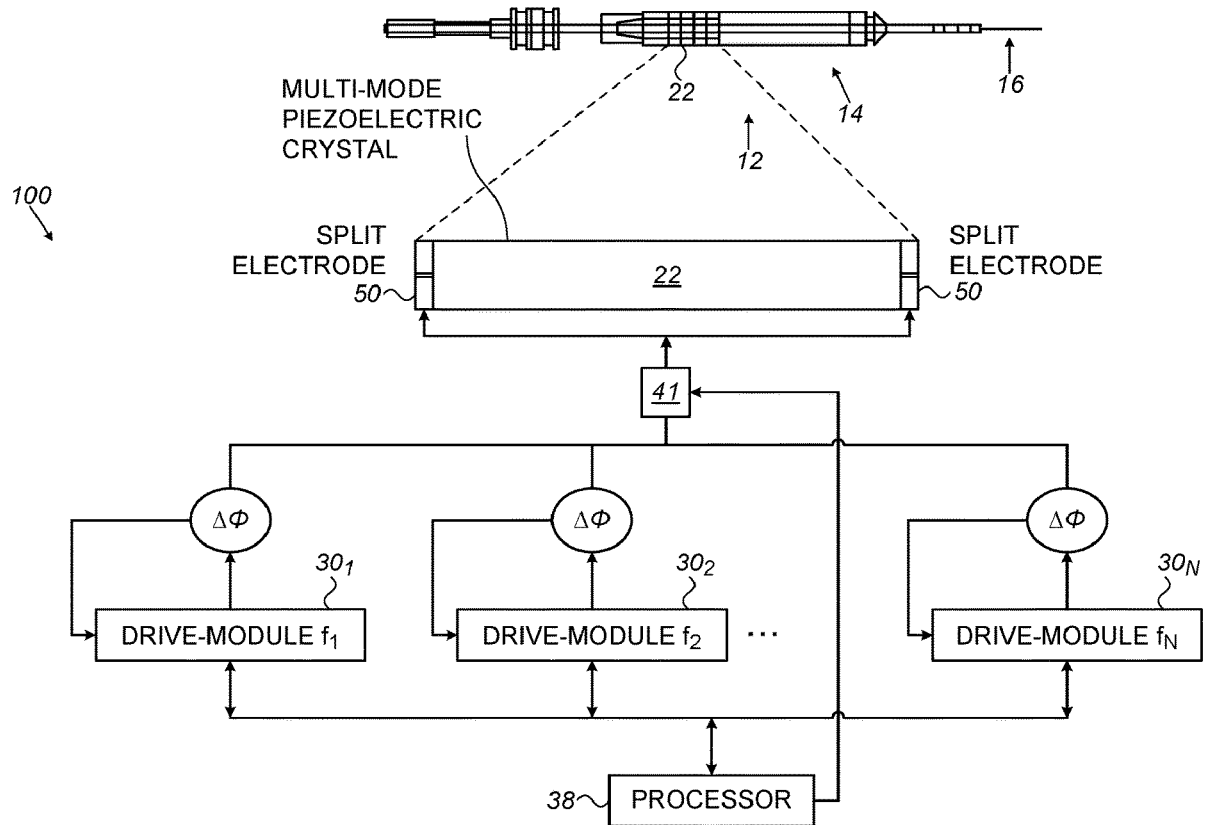 22
16
14
MULTI-MODE
PIEZOELECTRIC
CRYSTAL
12
100
SPLIT
ELECTRODE
50
22
SPLIT
ELECTRODE
50
41
ΔΦ
ΔΦ
ΔΦ
30₁
30₂
30N
DRIVE-MODULE f₁
DRIVE-MODULE f₂
...
DRIVE-MODULE fN
38
PROCESSOR